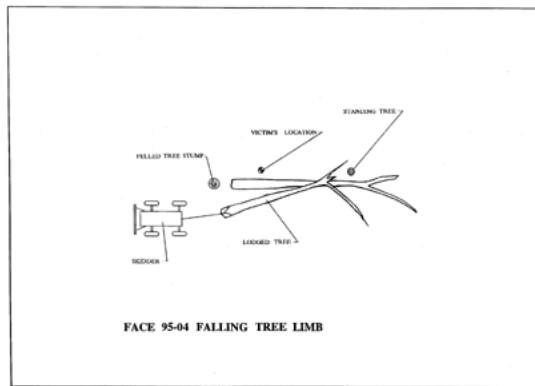 STANDING TREE
VICTIM'S LOCATION
FELLED TREE STUMP
LODGED TREE
SKIDDER
FACE 95-04 FALLING TREE LIMB